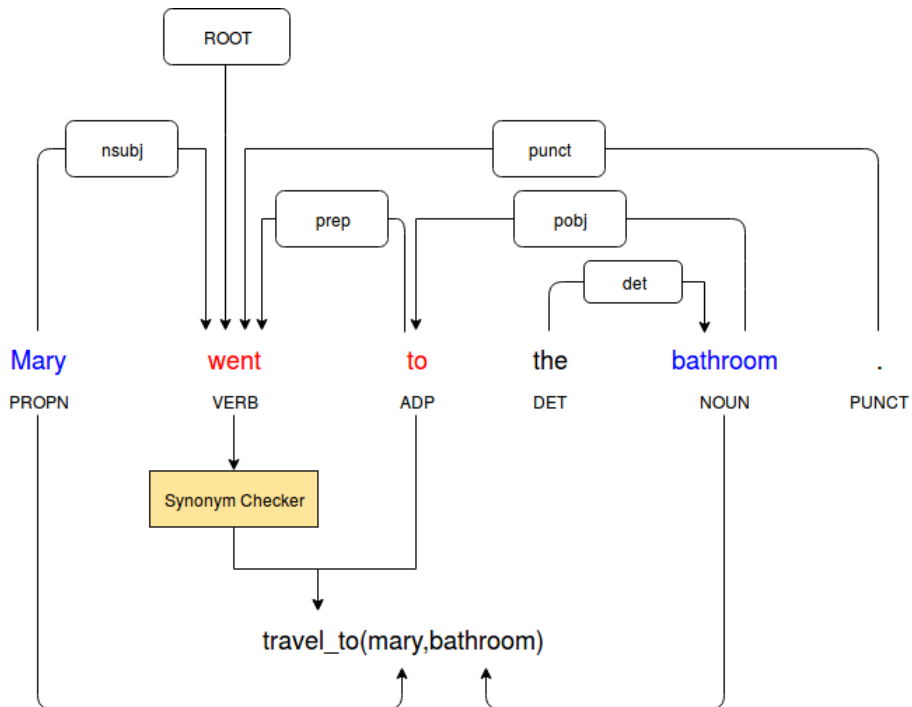 ROOT
nsubj
punct
prep
pobj
det
Mary went to the bathroom .
PROPN VERB ADP DET NOUN PUNCT
Synonym Checker
travel_to(mary,bathroom)